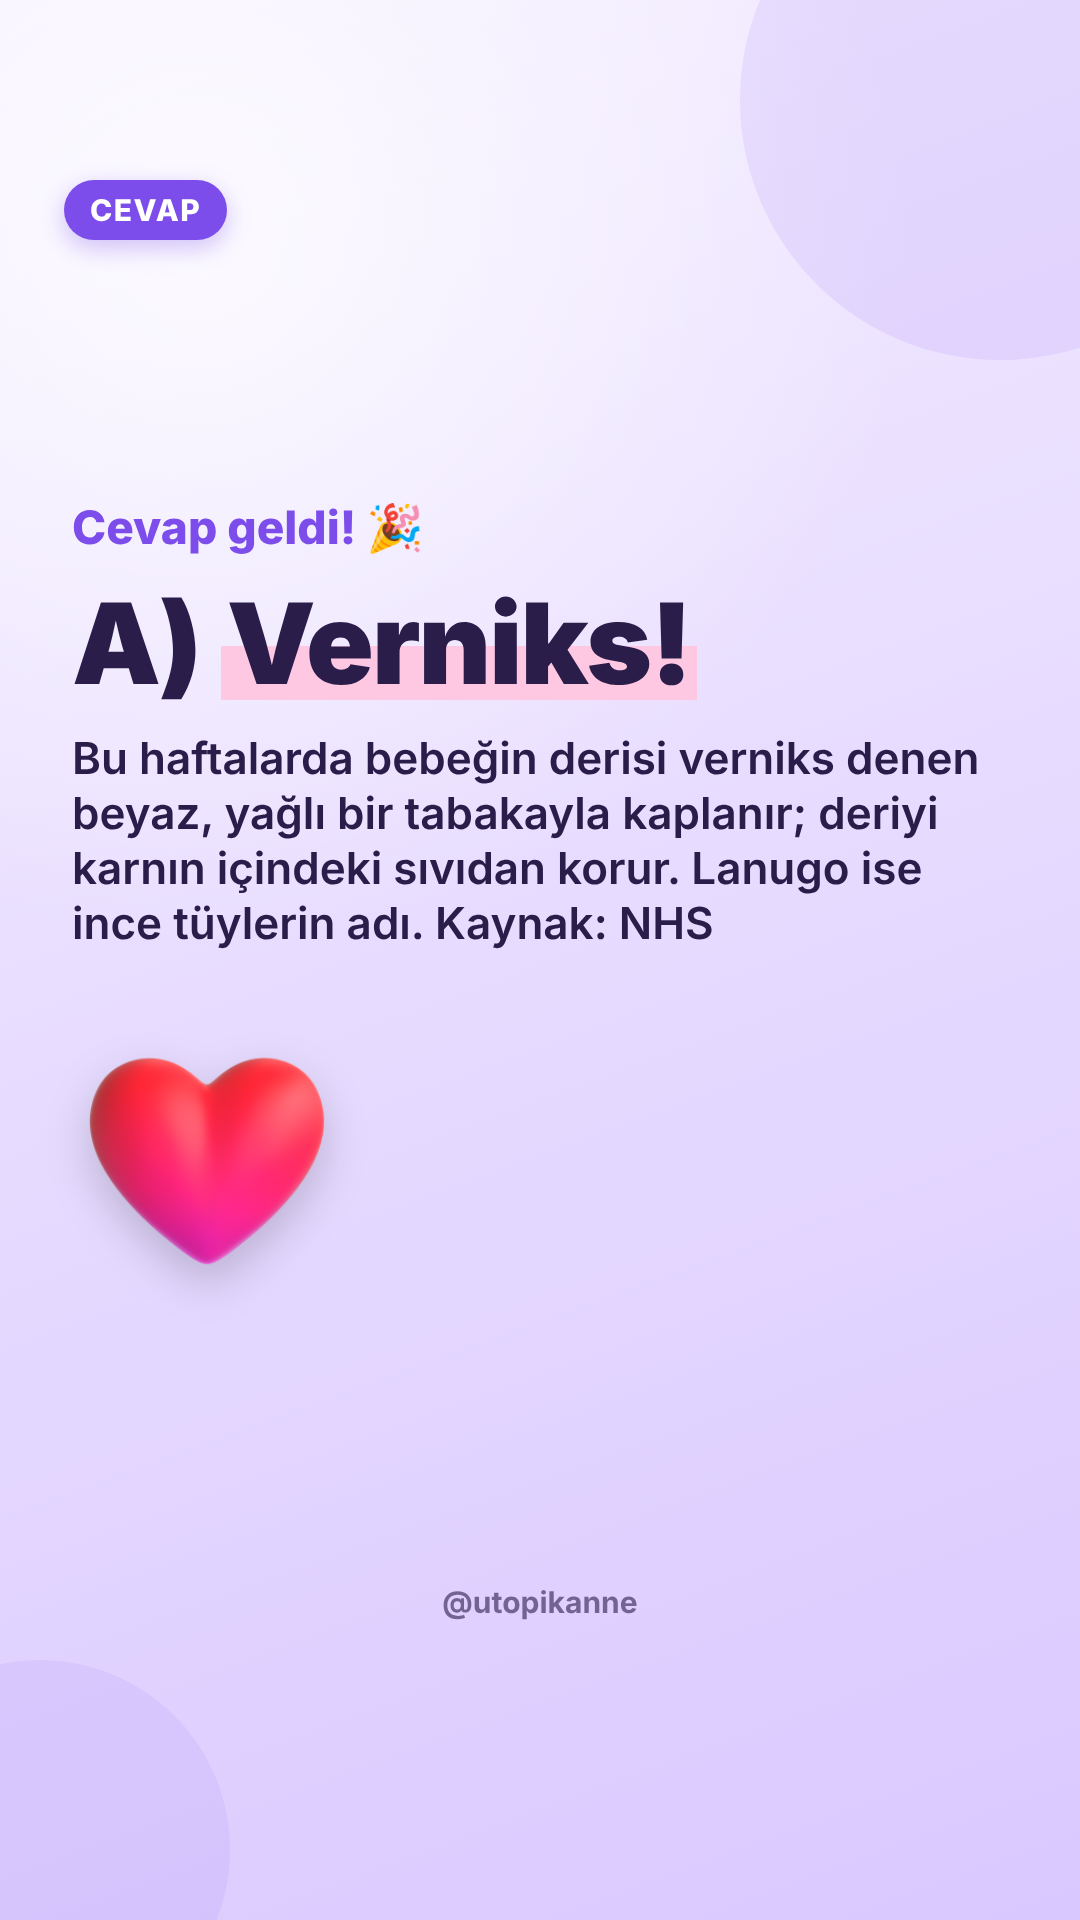 CEVAP
Cevap geldi! 🎉
A) Verniks!
Bu haftalarda bebeğin derisi verniks denen
beyaz, yağlı bir tabakayla kaplanır; deriyi
karnın içindeki sıvıdan korur. Lanugo ise
ince tüylerin adı. Kaynak: NHS
@utopikanne